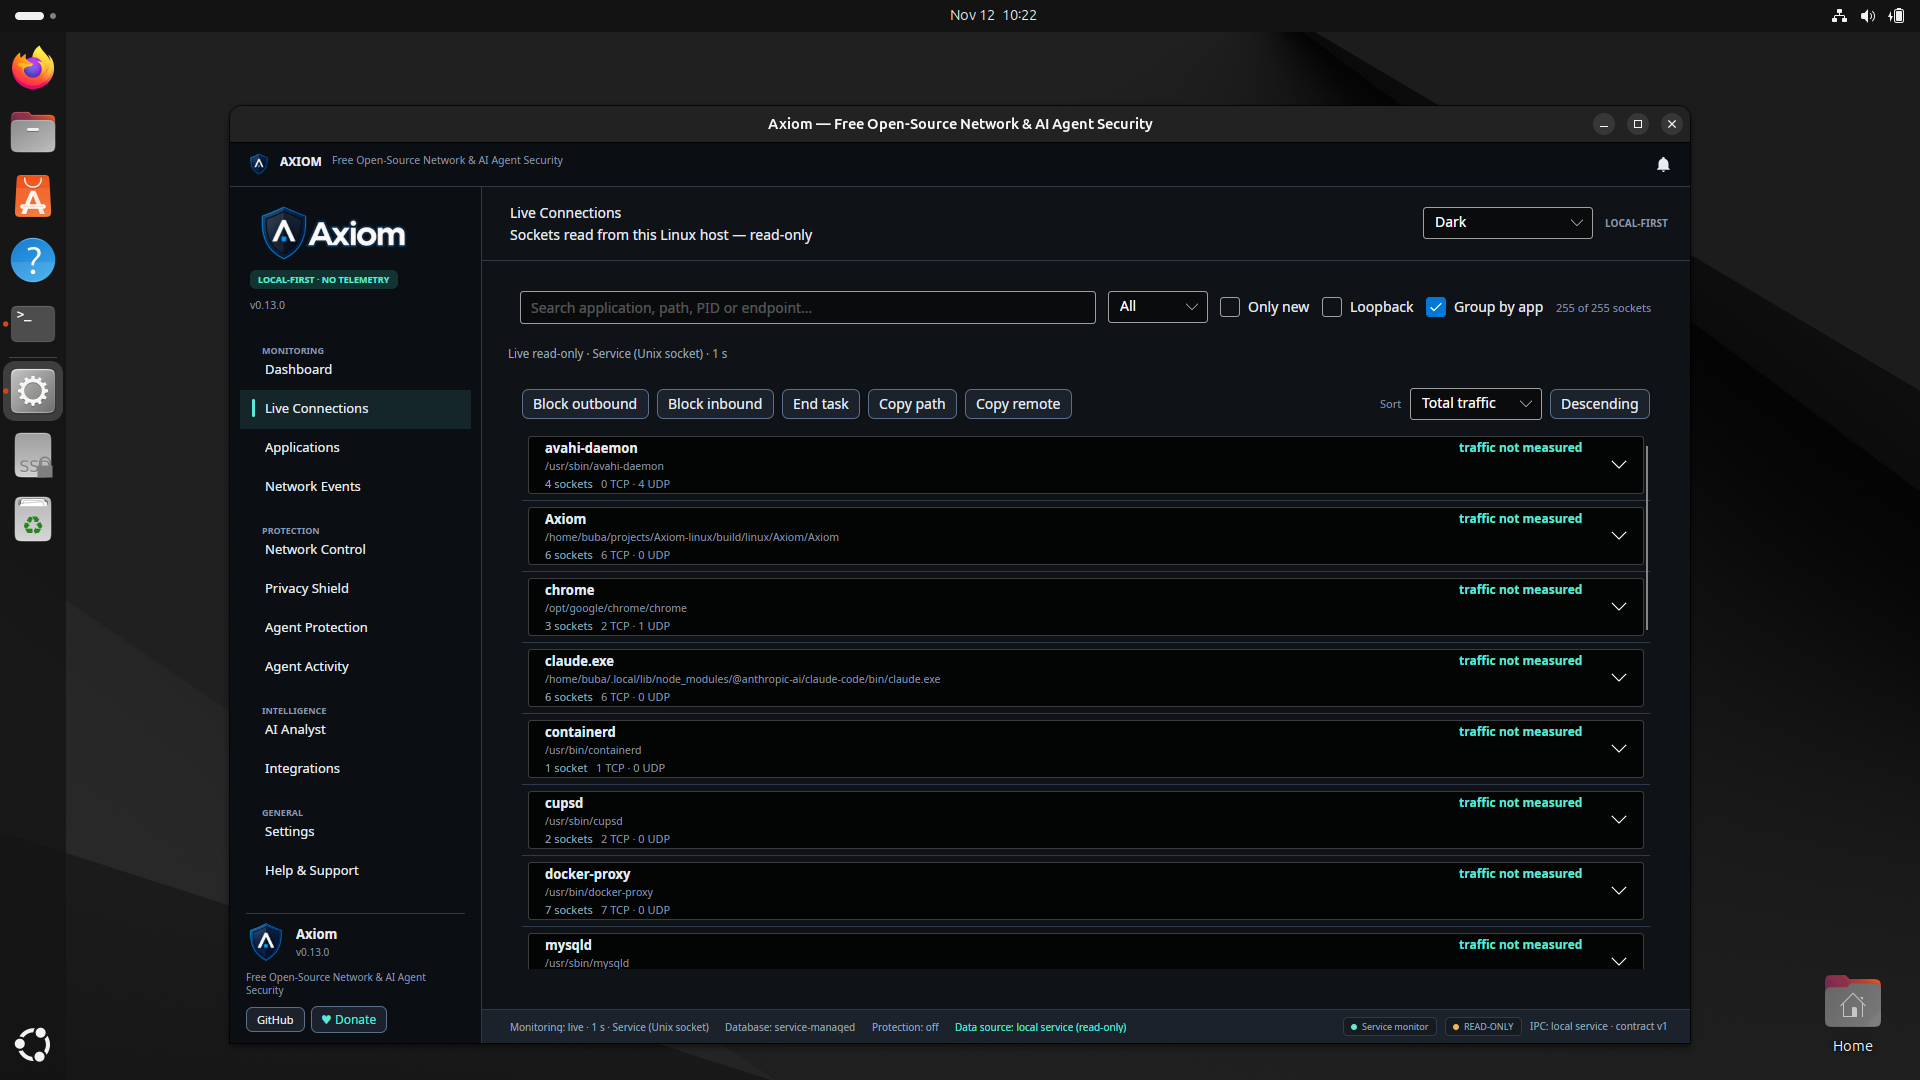 Nov 12 10:22
Axiom — Free Open-Source Network & AI Agent Security
AXIOM Free Open-Source Network & AI Agent Security
Axiom
LOCAL-FIRST · NO TELEMETRY
v0.13.0
MONITORING
Dashboard
Live Connections
Applications
Network Events
PROTECTION
Network Control
Privacy Shield
Agent Protection
Agent Activity
INTELLIGENCE
AI Analyst
Integrations
GENERAL
Settings
Help & Support
Axiom
v0.13.0
Free Open-Source Network & AI Agent
Security
GitHub
♥ Donate
Live Connections
Sockets read from this Linux host — read-only
Dark
LOCAL-FIRST
Search application, path, PID or endpoint...
All
Only new
Loopback
Group by app
255 of 255 sockets
Live read-only · Service (Unix socket) · 1 s
Block outbound
Block inbound
End task
Copy path
Copy remote
Sort
Total traffic
Descending
avahi-daemon
traffic not measured
/usr/sbin/avahi-daemon
4 sockets 0 TCP · 4 UDP
Axiom
traffic not measured
/home/buba/projects/Axiom-linux/build/linux/Axiom/Axiom
6 sockets 6 TCP · 0 UDP
chrome
traffic not measured
/opt/google/chrome/chrome
3 sockets 2 TCP · 1 UDP
claude.exe
traffic not measured
/home/buba/.local/lib/node_modules/@anthropic-ai/claude-code/bin/claude.exe
6 sockets 6 TCP · 0 UDP
containerd
traffic not measured
/usr/bin/containerd
1 socket 1 TCP · 0 UDP
cupsd
traffic not measured
/usr/sbin/cupsd
2 sockets 2 TCP · 0 UDP
docker-proxy
traffic not measured
/usr/bin/docker-proxy
7 sockets 7 TCP · 0 UDP
mysqld
traffic not measured
/usr/sbin/mysqld
Monitoring: live · 1 s · Service (Unix socket)
Database: service-managed
Protection: off
Data source: local service (read-only)
Service monitor
READ-ONLY
IPC: local service · contract v1
SS
Home